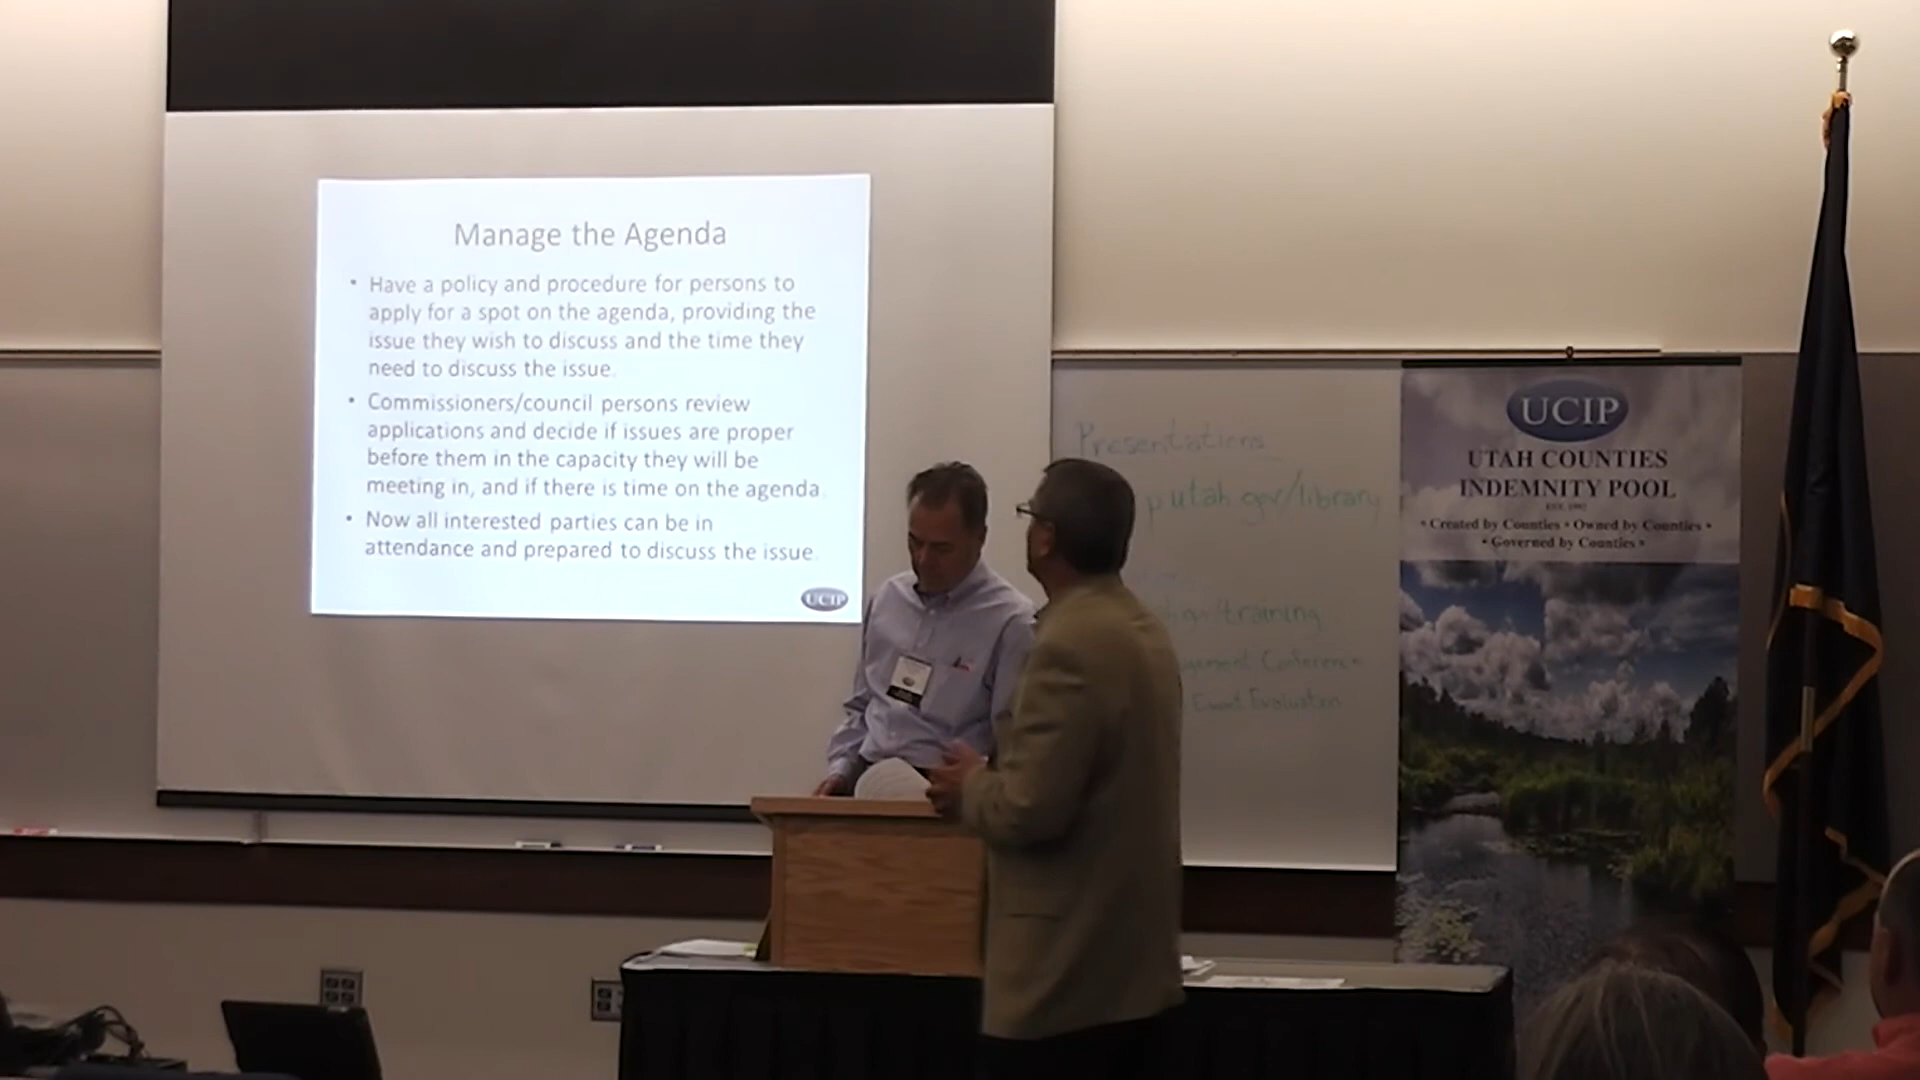 Manage the Agenda
• Have a policy and procedure for persons to
apply for a spot on the agenda, providing the
issue they wish to discuss and the time they
need to discuss the issue.
• Commissioners/council persons review
applications and decide if issues are proper
before them in the capacity they will be
meeting in, and if there is time on the agenda.
• Now all interested parties can be in
attendance and prepared to discuss the issue.
UCIP
Presentations
utah.gov/library
/training
Conference
Event Evaluation
UCIP
UTAH COUNTIES
INDEMNITY POOL
EST. 1992
• Created by Counties • Owned by Counties •
• Governed by Counties •